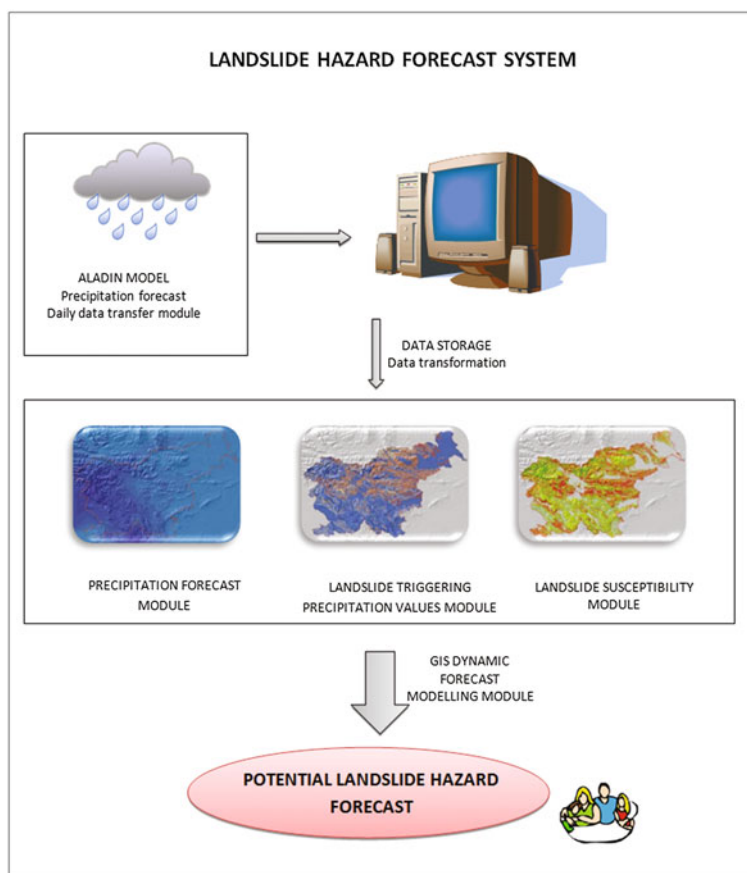 LANDSLIDE HAZARD FORECAST SYSTEM
ALADIN MODEL
Precipitation forecast
Daily data transfer module
DATA STORAGE
Data transformation
PRECIPITATION FORECAST
MODULE
LANDSLIDE TRIGGERING
PRECIPITATION VALUES MODULE
LANDSLIDE SUSCEPTIBILITY
MODULE
GIS DYNAMIC
FORECAST
MODELLING MODULE
POTENTIAL LANDSLIDE HAZARD
FORECAST